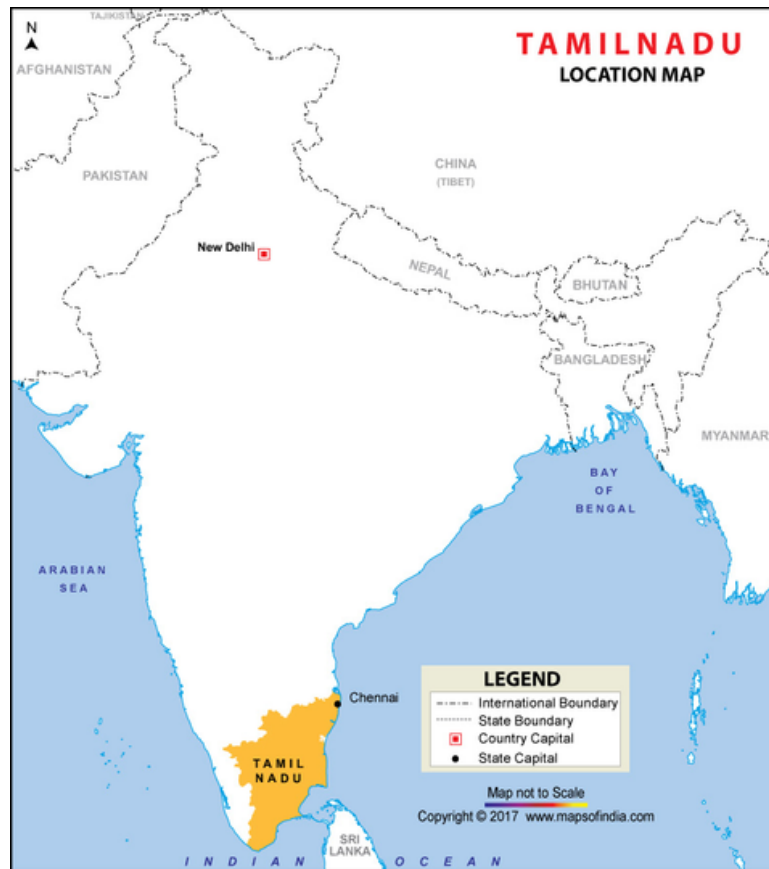 TAJIKISTAN
N
TAMILNADU
LOCATION MAP
AFGHANISTAN
PAKISTAN
CHINA
(TIBET)
New Delhi
NEPAL
BHUTAN
BANGLADESH
MYANMAR
BAY
OF
BENGAL
ARABIAN
SEA
Chennai
TAMIL
NADU
LEGEND
International Boundary
State Boundary
Country Capital
State Capital
Map not to Scale
Copyright © 2017 www.mapsofindia.com
SRI
LANKA
INDIAN OCEAN